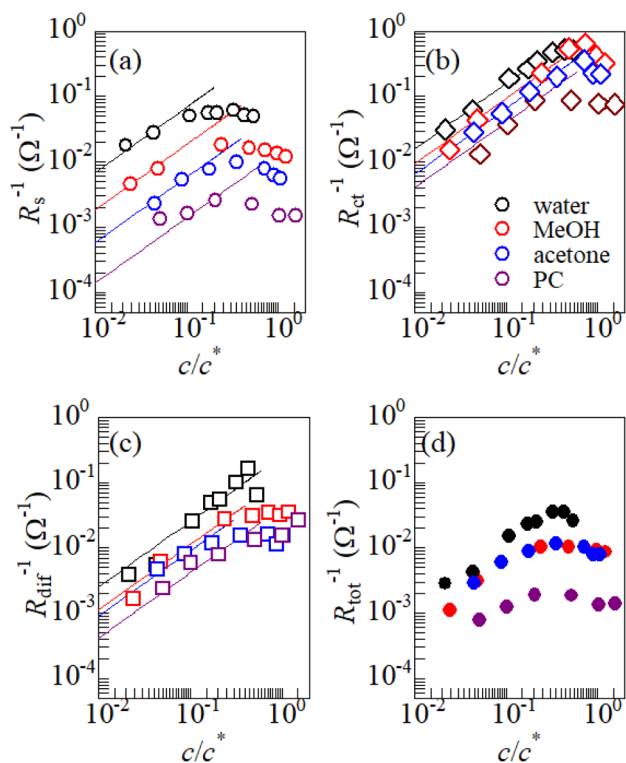 (a)
R_s^{-1} (Ω^{-1})
10^0
10^{-1}
10^{-2}
10^{-3}
10^{-4}
10^{-2} 10^{-1} 10^0
c/c^*
(b)
R_ct^{-1} (Ω^{-1})
10^0
10^{-1}
10^{-2}
10^{-3}
10^{-4}
water
MeOH
acetone
PC
10^{-2} 10^{-1} 10^0
c/c^*
(c)
R_dif^{-1} (Ω^{-1})
10^0
10^{-1}
10^{-2}
10^{-3}
10^{-4}
10^{-2} 10^{-1} 10^0
c/c^*
(d)
R_tot^{-1} (Ω^{-1})
10^0
10^{-1}
10^{-2}
10^{-3}
10^{-4}
10^{-2} 10^{-1} 10^0
c/c^*